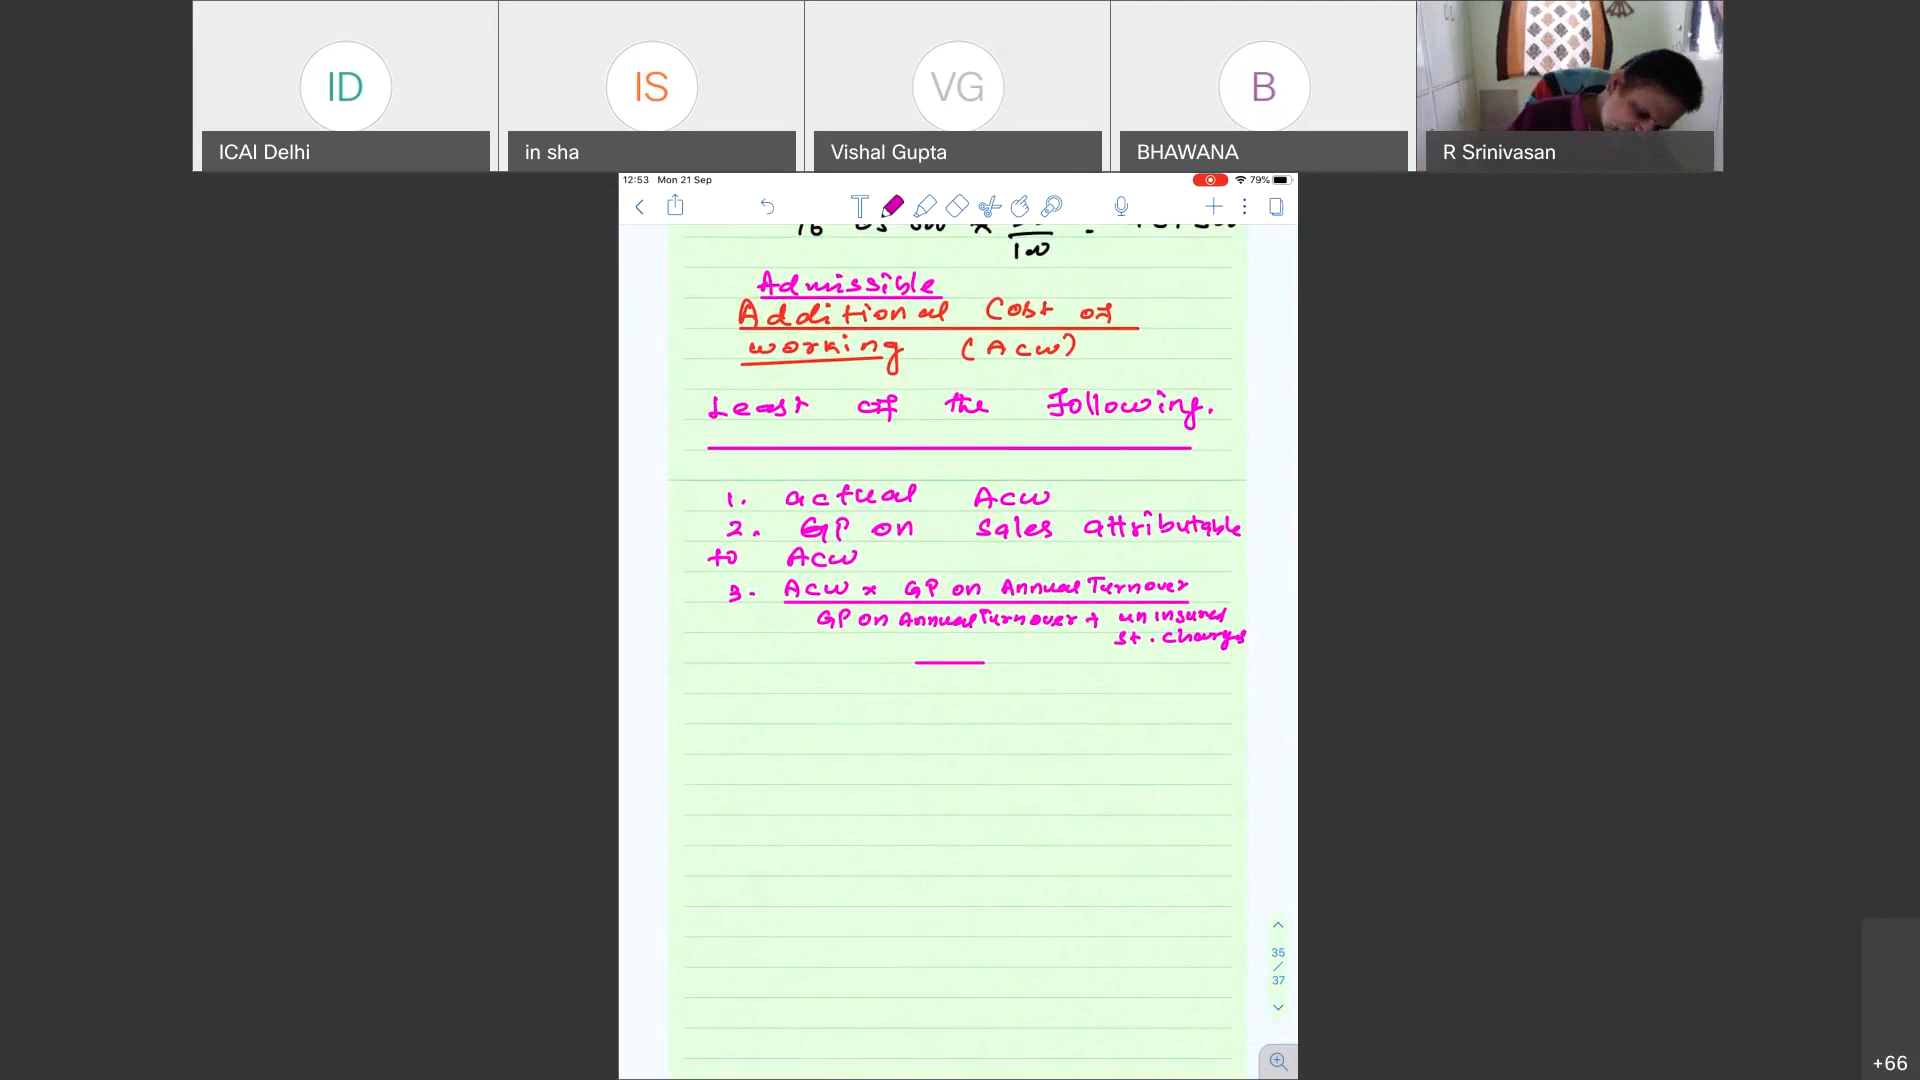 ID
IS
VG
B
ICAI Delhi
in sha
Vishal Gupta
BHAWANA
R Srinivasan
12:53 Mon 21 Sep
79%
T
100
Admissible
Additional Cost of
working (ACW)
Least of the following.
1. actual ACW
2. GP on sales attributable
to ACW
3. ACW x GP on Annual Turnover
GP on Annual Turnover + uninsured
st. charges
35
/
37
+66